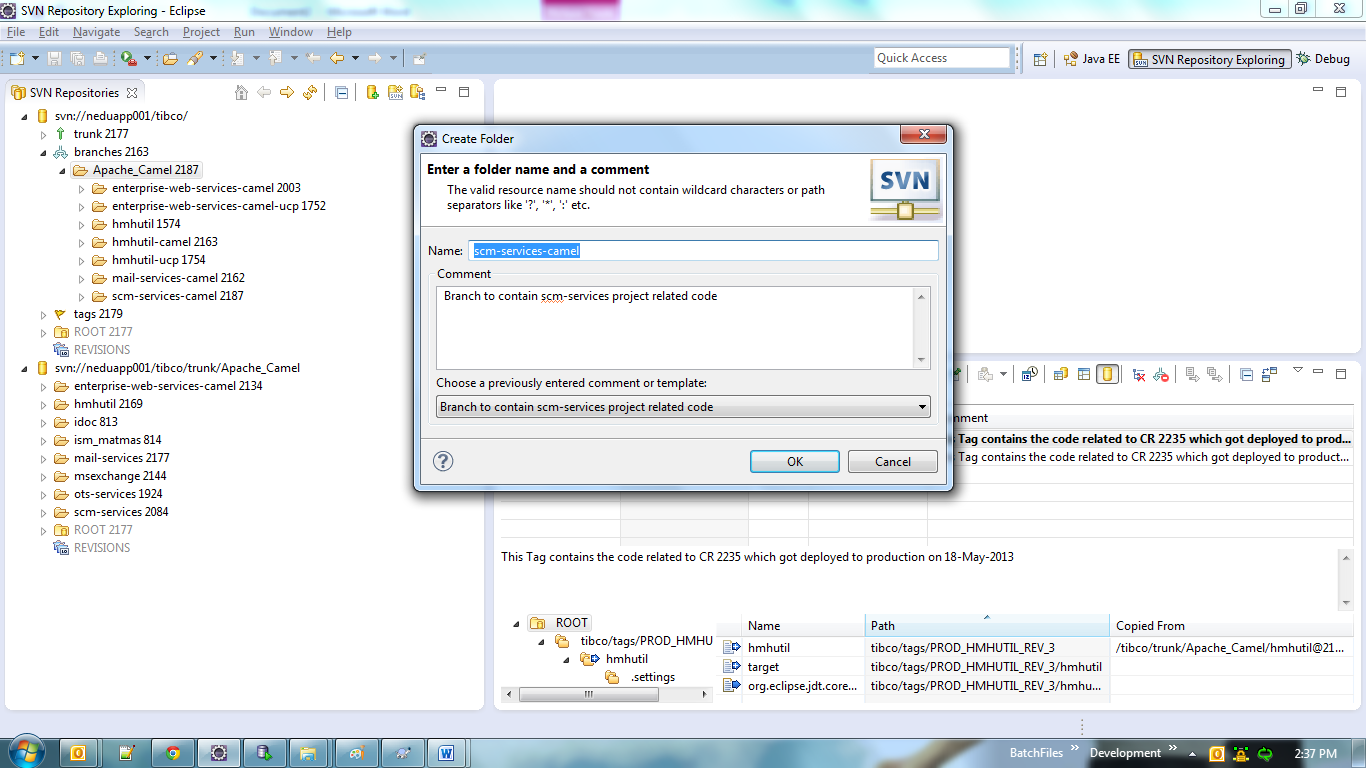 SVN Repository Exploring - Eclipse
File Edit Navigate Search Project Run Window Help
Quick Access
Java EE
SVN Repository Exploring
Debug
SVN Repositories
svn://neduapp001/tibco/
trunk 2177
branches 2163
Apache_Camel 2187
enterprise-web-services-camel 2003
enterprise-web-services-camel-ucp 1752
hmhutil 1574
hmhutil-camel 2163
hmhutil-ucp 1754
mail-services-camel 2162
scm-services-camel 2187
tags 2179
ROOT 2177
REVISIONS
svn://neduapp001/tibco/trunk/Apache_Camel
enterprise-web-services-camel 2134
hmhutil 2169
idoc 813
ism_matmas 814
mail-services 2177
msexchange 2144
ots-services 1924
scm-services 2084
ROOT 2177
REVISIONS
Create Folder
Enter a folder name and a comment
The valid resource name should not contain wildcard characters or path
separators like '?', '*', ':' etc.
SVN
Name: scm-services-camel
Comment
Branch to contain scm-services project related code
Choose a previously entered comment or template:
Branch to contain scm-services project related code
OK Cancel
Tag contains the code related to CR 2235 which got deployed to prod...
Tag contains the code related to CR 2235 which got deployed to product...
This Tag contains the code related to CR 2235 which got deployed to production on 18-May-2013
ROOT
tibco/tags/PROD_HMHU
hmhutil
.settings
Name Path Copied From
hmhutil tibco/tags/PROD_HMHUTIL_REV_3 /tibco/trunk/Apache_Camel/hmhutil@21...
target tibco/tags/PROD_HMHUTIL_REV_3/hmhutil
org.eclipse.jdt.core... tibco/tags/PROD_HMHUTIL_REV_3/hmhu...
BatchFiles » Development » 2:37 PM